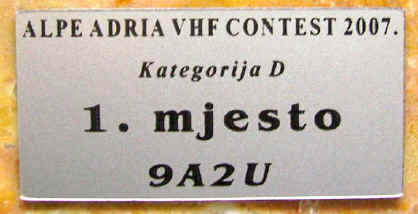 ALPE ADRIA VHF CONTEST 2007.
Kategorija D
1. mjesto
9A2U